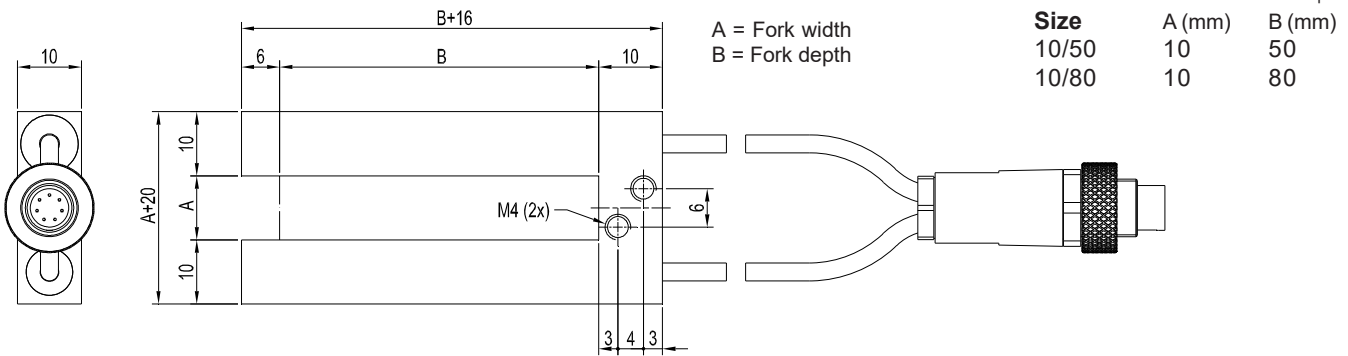 B+16
A = Fork width
B = Fork depth
Size A (mm) B (mm)
10/50 10 50
10/80 10 80
10
6 B 10
10
A
10
A+20
M4 (2x)
6
3 4 3